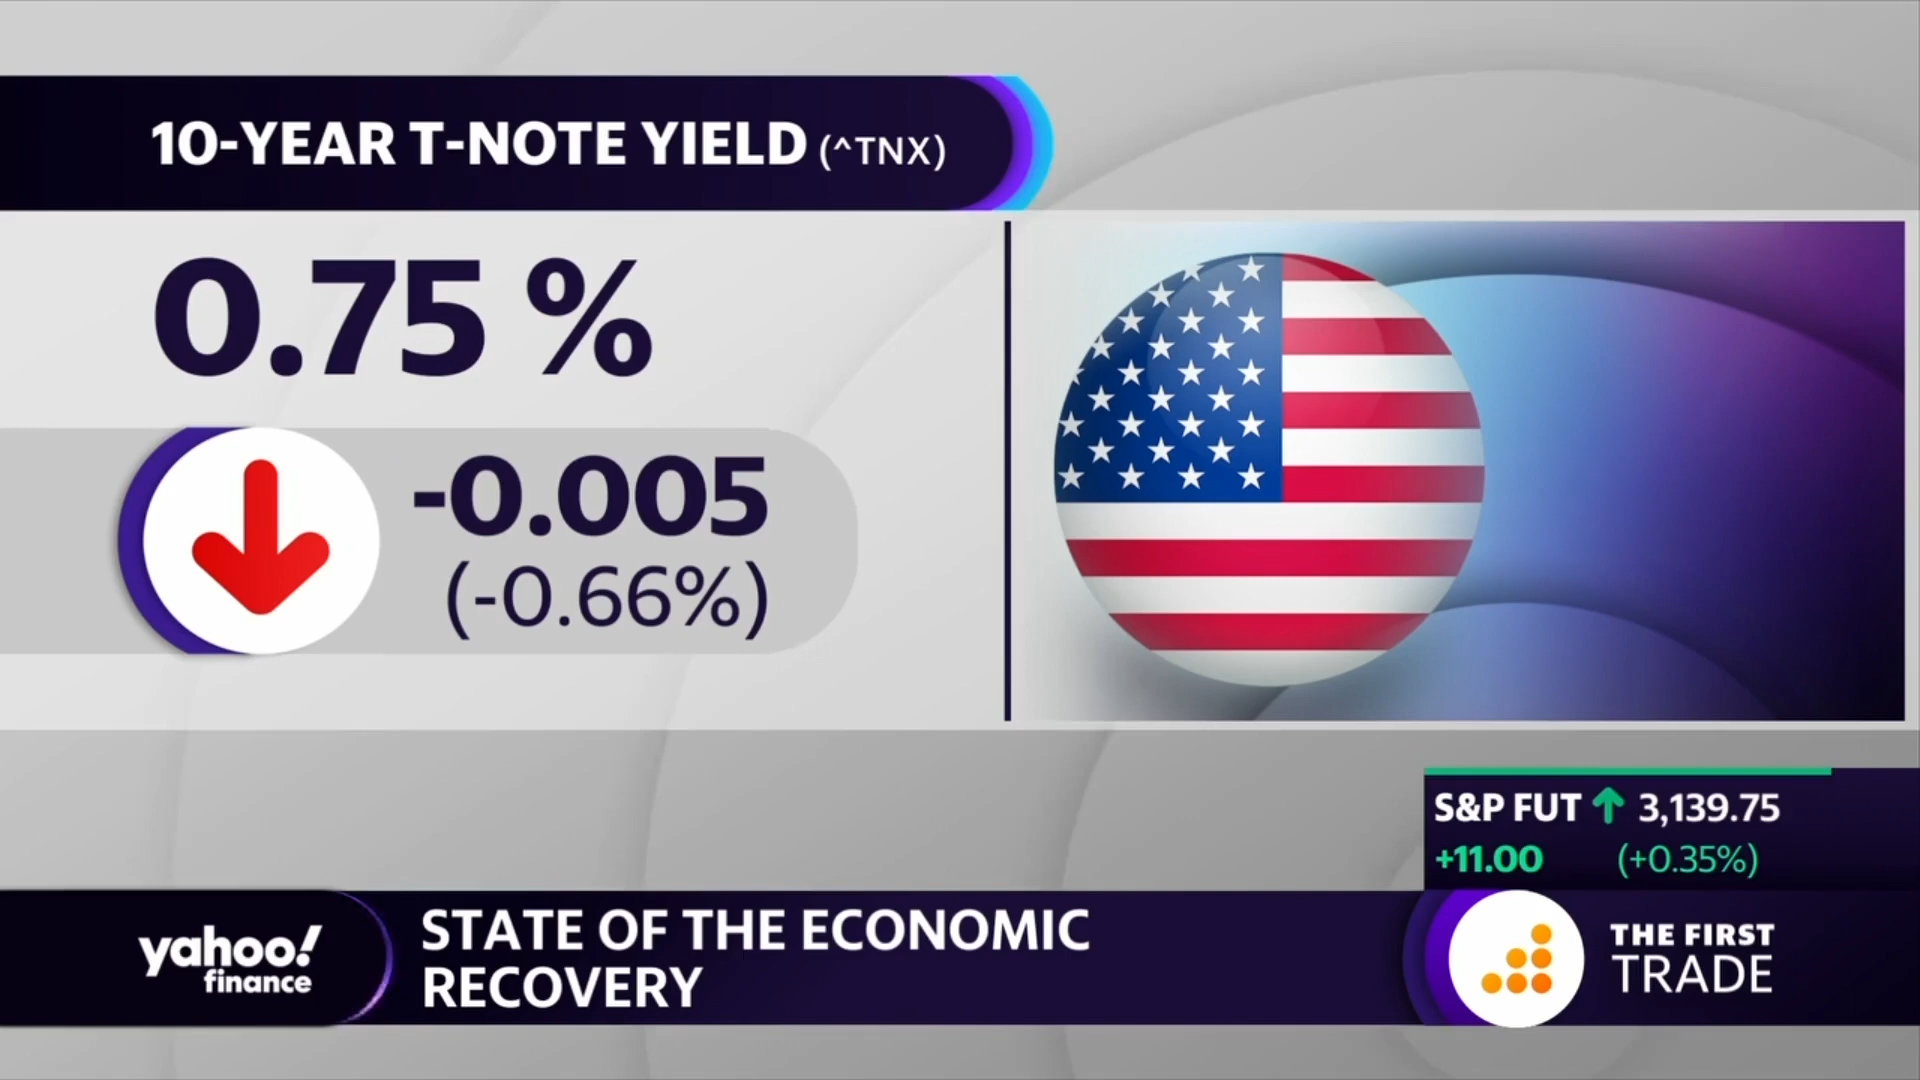 10-YEAR T-NOTE YIELD (^TNX)
0.75 %
-0.005
(-0.66%)
S&P FUT 3,139.75
+11.00 (+0.35%)
yahoo!
finance
STATE OF THE ECONOMIC
RECOVERY
THE FIRST
TRADE